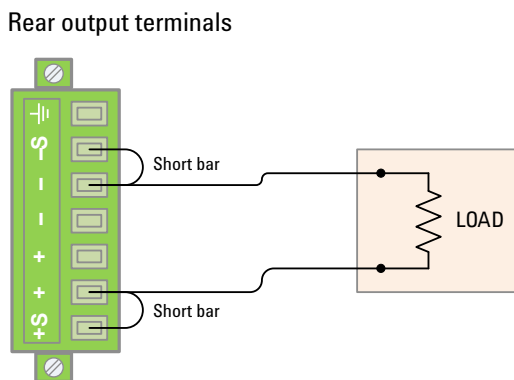 Rear output terminals
–S
–
–
+
+
+S
Short bar
Short bar
LOAD